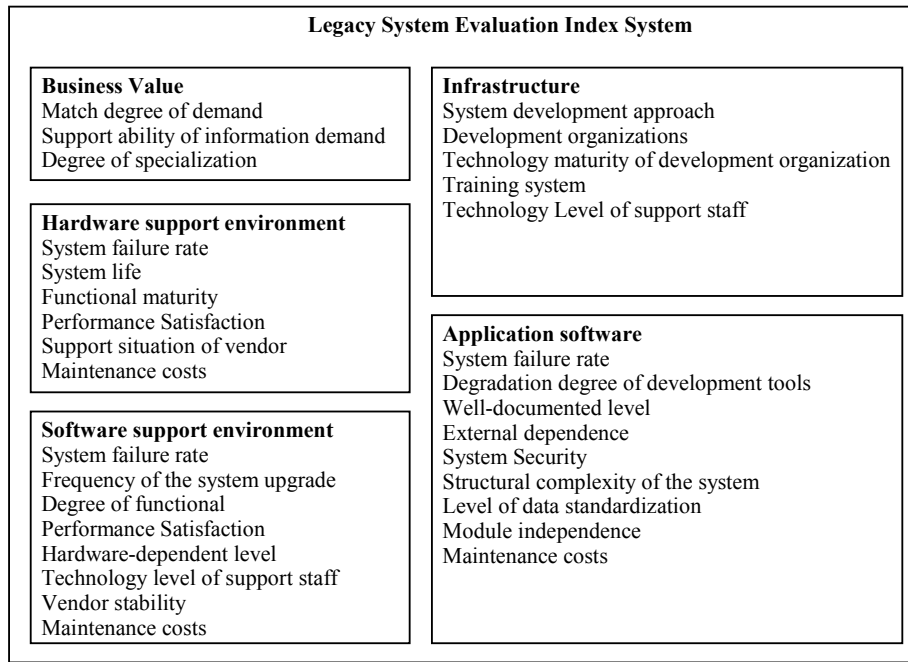 Legacy System Evaluation Index System
Business Value
Match degree of demand
Support ability of information demand
Degree of specialization
Hardware support environment
System failure rate
System life
Functional maturity
Performance Satisfaction
Support situation of vendor
Maintenance costs
Software support environment
System failure rate
Frequency of the system upgrade
Degree of functional
Performance Satisfaction
Hardware-dependent level
Technology level of support staff
Vendor stability
Maintenance costs
Infrastructure
System development approach
Development organizations
Technology maturity of development organization
Training system
Technology Level of support staff
Application software
System failure rate
Degradation degree of development tools
Well-documented level
External dependence
System Security
Structural complexity of the system
Level of data standardization
Module independence
Maintenance costs